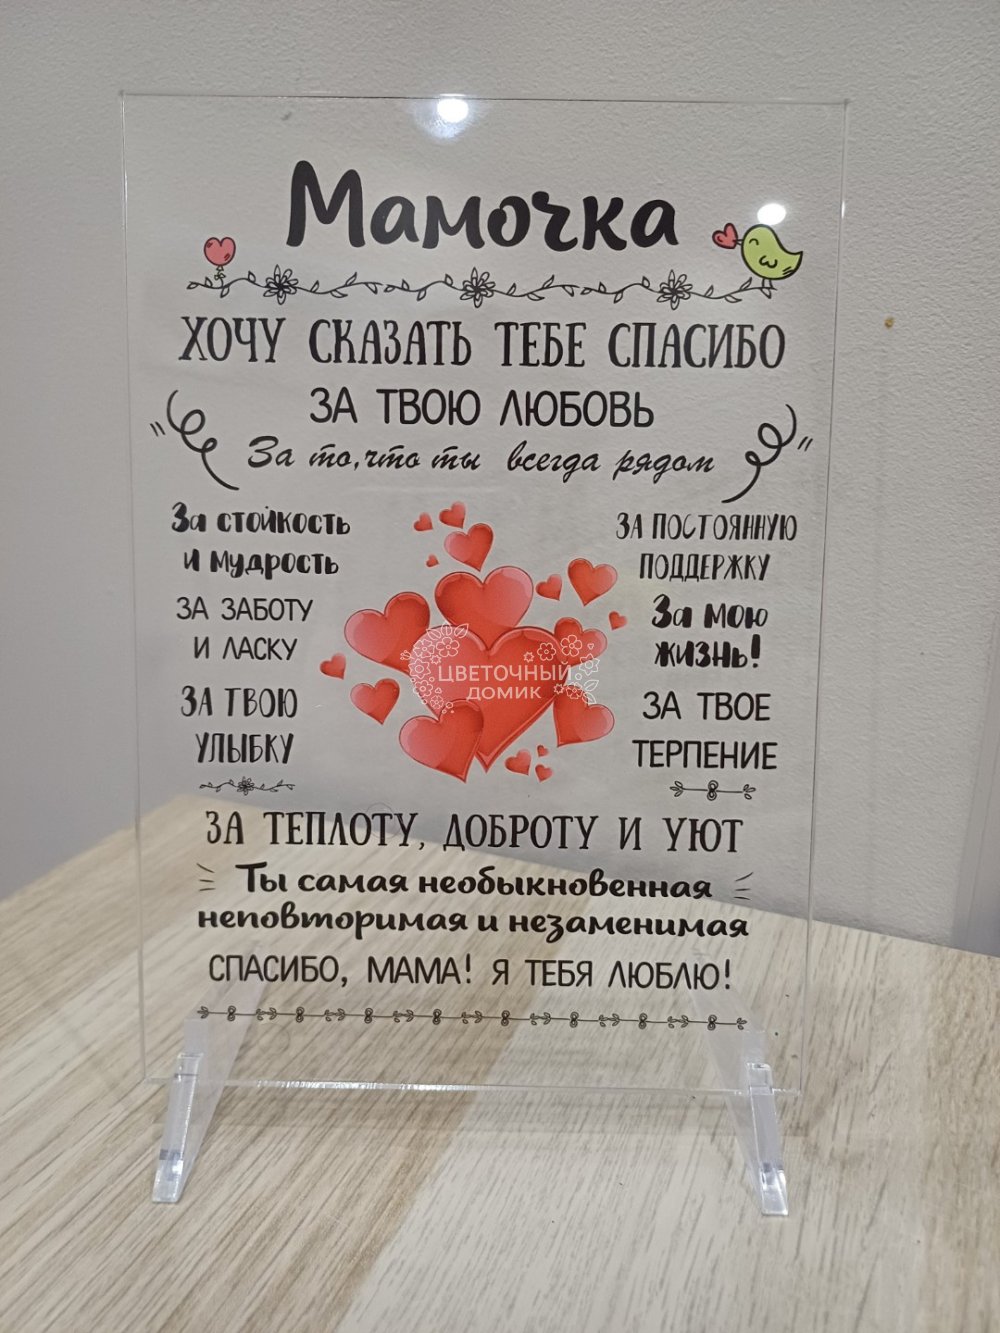 Мамочка
ХОЧУ СКАЗАТЬ ТЕБЕ СПАСИБО
ЗА ТВОЮ ЛЮБОВЬ
За то,что ты всегда рядом
За стойкость
и мудрость
ЗА ЗАБОТУ
И ЛАСКУ
ЗА ТВОЮ
УЛЫБКУ
ЗА ПОСТОЯННУЮ
ПОДДЕРЖКУ
За мою
жизнь!
ЗА ТВОЕ
ТЕРПЕНИЕ
ЦВЕТОЧНЫЙ
ДОМИК
ЗА ТЕПЛОТУ, ДОБРОТУ И УЮТ
Ты самая необыкновенная
неповторимая и незаменимая
СПАСИБО, МАМА! Я ТЕБЯ ЛЮБЛЮ!